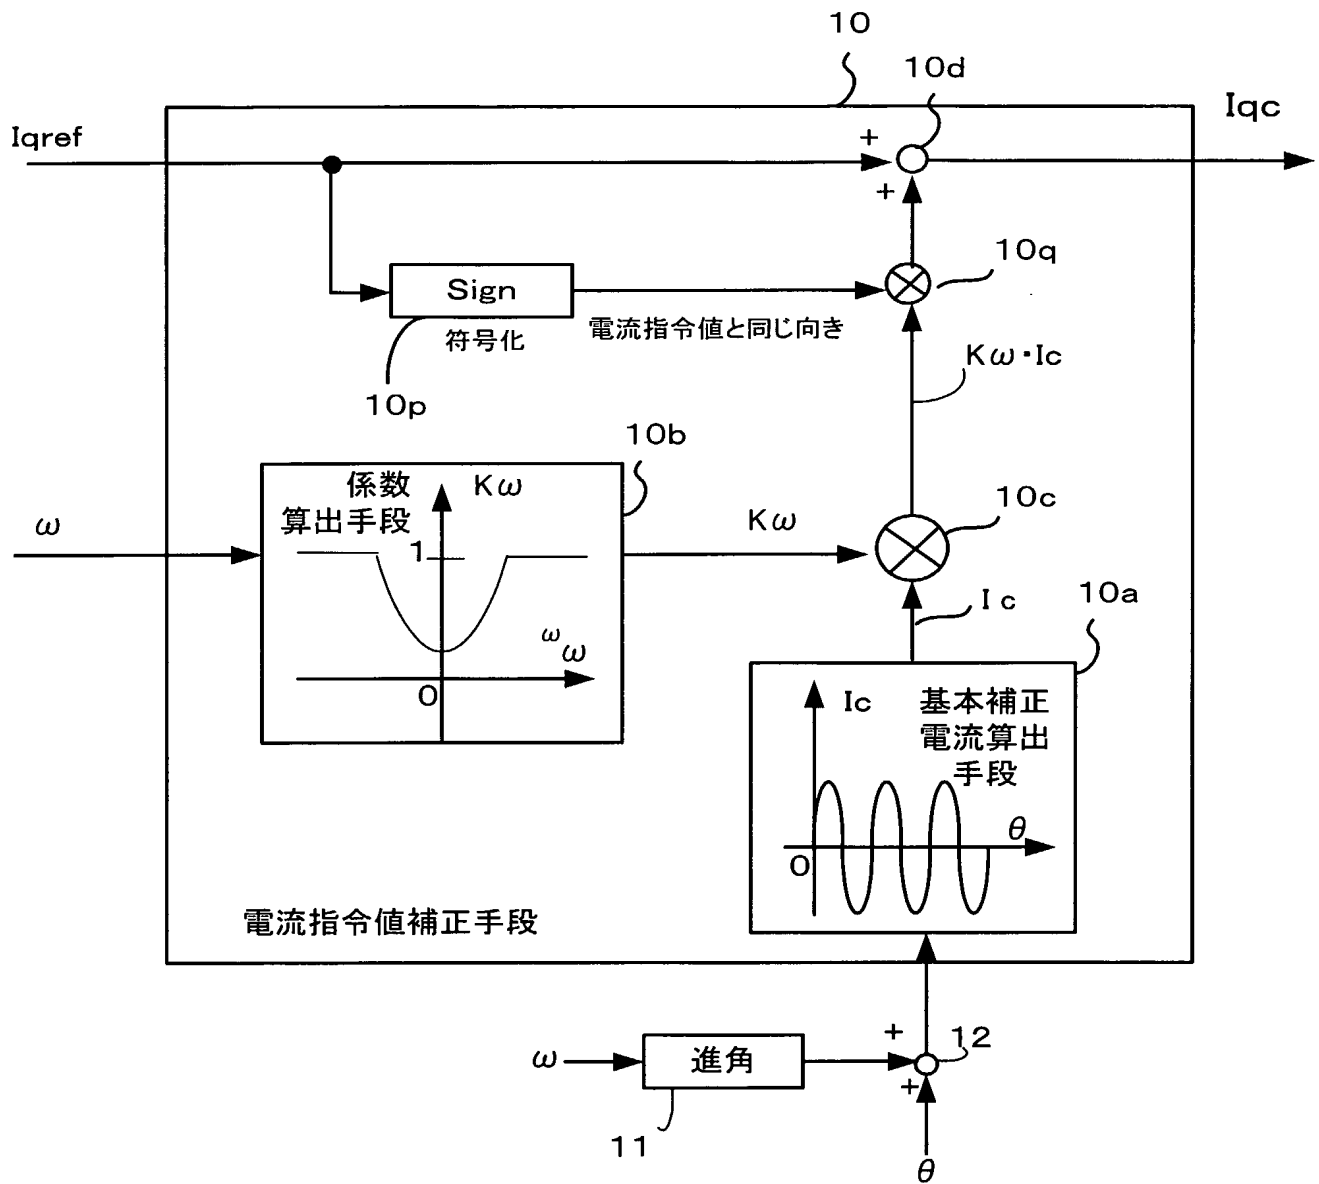 10
10d
Iqref
Iqc
+
+
10q
Sign
符号化
電流指令値と同じ向き
Kω・Ic
10p
10b
係数
算出手段
Kω
1
ω
ω
0
ω
Kω
10c
Ic
10a
Ic
基本補正
電流算出
手段
θ
0
電流指令値補正手段
+
12
ω
進角
+
11
θ